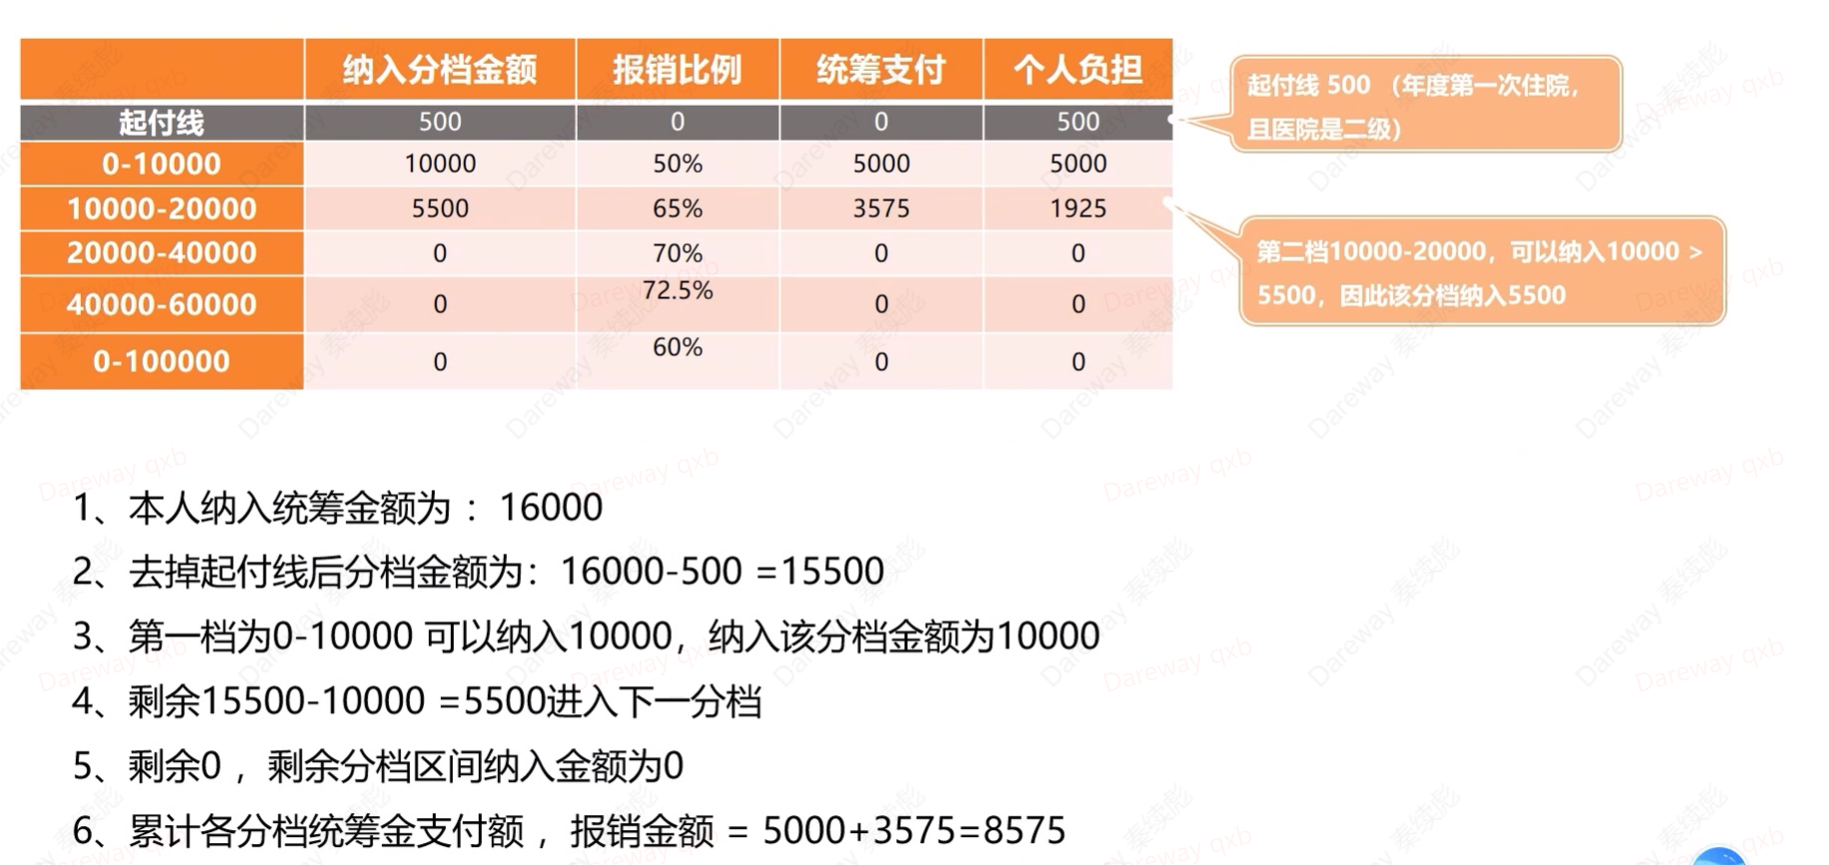 纳入分档金额 报销比例 统筹支付 个人负担
起付线 500 0 0 500
0-10000 10000 50% 5000 5000
10000-20000 5500 65% 3575 1925
20000-40000 0 70% 0 0
40000-60000 0 72.5% 0 0
0-100000 0 60% 0 0
起付线 500 （年度第一次住院，
且医院是二级）
第二档10000-20000，可以纳入10000 >
5500，因此该分档纳入5500
1、本人纳入统筹金额为 ：16000
2、去掉起付线后分档金额为：16000-500 =15500
3、第一档为0-10000 可以纳入10000，纳入该分档金额为10000
4、剩余15500-10000 =5500进入下一分档
5、剩余0 ，剩余分档区间纳入金额为0
6、累计各分档统筹金支付额 ，报销金额 = 5000+3575=8575
Dareway qxb
Dareway 秦续彪